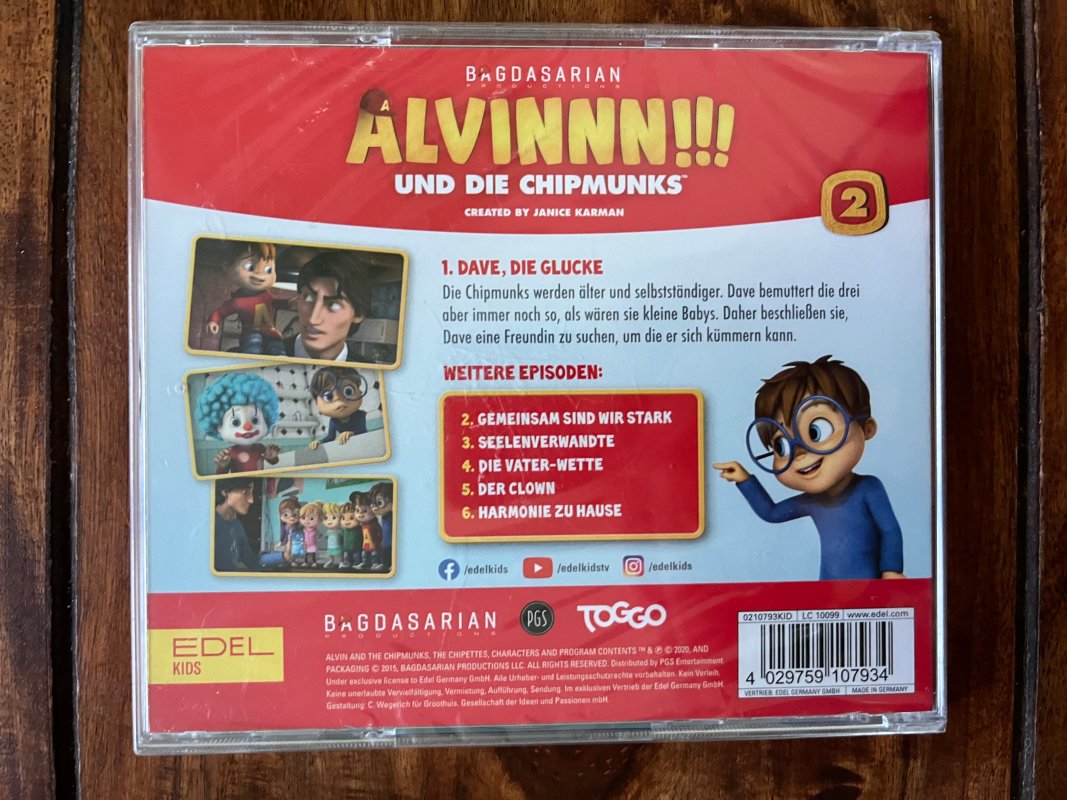 BAGDASARIAN
PRODUCTIONS
A
ALVINNN!!!
UND DIE CHIPMUNKS™
CREATED BY JANICE KARMAN
2
1. DAVE, DIE GLUCKE
Die Chipmunks werden älter und selbstständiger. Dave bemuttert die drei
aber immer noch so, als wären sie kleine Babys. Daher beschließen sie,
Dave eine Freundin zu suchen, um die er sich kümmern kann.
WEITERE EPISODEN:
2. GEMEINSAM SIND WIR STARK
3. SEELENVERWANDTE
4. DIE VATER-WETTE
5. DER CLOWN
6. HARMONIE ZU HAUSE
/edelkids /edelkidstv /edelkids
EDEL
KIDS
BAGDASARIAN
PRODUCTIONS
PGS
TOGGO
ALVIN AND THE CHIPMUNKS, THE CHIPETTES, CHARACTERS AND PROGRAM CONTENTS ™ & ℗ © 2020, AND
PACKAGING © 2015, BAGDASARIAN PRODUCTIONS LLC. ALL RIGHTS RESERVED. Distributed by PGS Entertainment.
Under exclusive license to Edel Germany GmbH. Alle Urheber- und Leistungsschutzrechte vorbehalten. Kein Verleih.
Keine unerlaubte Vervielfältigung, Vermietung, Aufführung, Sendung. Im exklusiven Vertrieb der Edel Germany GmbH.
Gestaltung: C. Wegerich für Groothuis. Gesellschaft der Ideen und Passionen mbH.
0210793KID LC 10099 www.edel.com
4 029759 107934
VERTRIEB: EDEL GERMANY GMBH MADE IN GERMANY